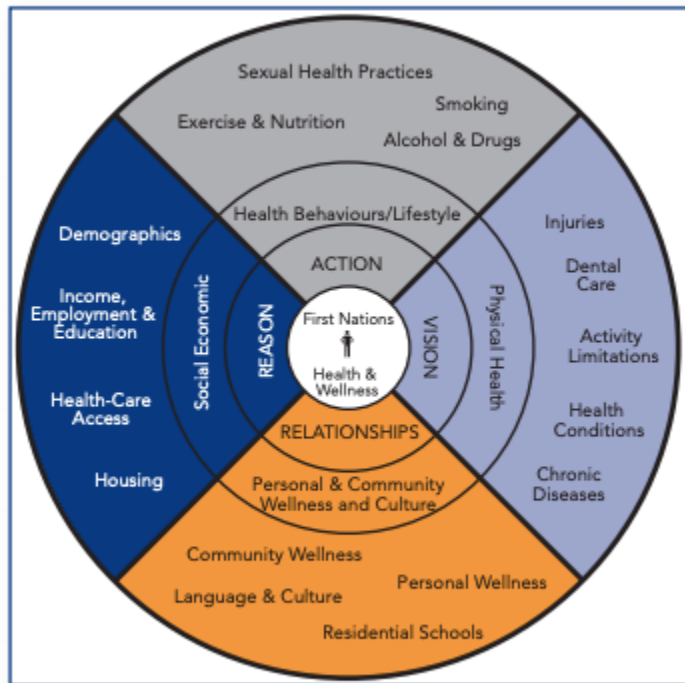 Sexual Health Practices
Smoking
Exercise & Nutrition
Alcohol & Drugs
Health Behaviours/Lifestyle
ACTION
Demographics
Income,
Employment &
Education
Health-Care
Access
Housing
Social Economic
REASON
First Nations
Health &
Wellness
VISION
Physical Health
Injuries
Dental
Care
Activity
Limitations
Health
Conditions
Chronic
Diseases
RELATIONSHIPS
Personal & Community
Wellness and Culture
Community Wellness
Personal Wellness
Language & Culture
Residential Schools